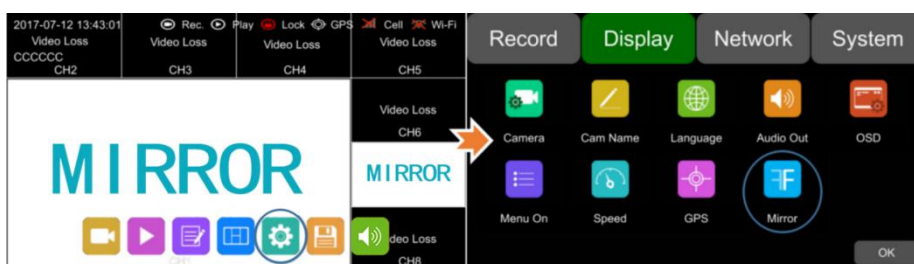 2017-07-12 13:43:01 Rec. Play Lock GPS Cell Wi-Fi
Video Loss Video Loss Video Loss Video Loss
CCCCCC
CH2 CH3 CH4 CH5
Video Loss
CH6
MIRROR
MIRROR
deo Loss
CH8
Record Display Network System
Camera Cam Name Language Audio Out OSD
Menu On Speed GPS Mirror
OK